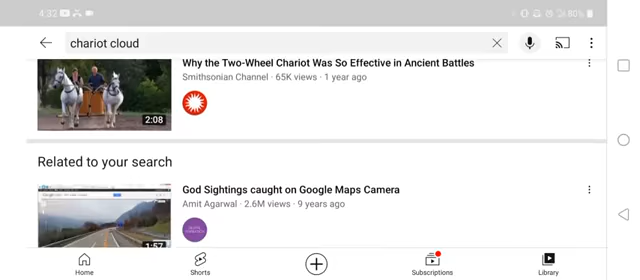 4:32
80%
chariot cloud
Why the Two-Wheel Chariot Was So Effective in Ancient Battles
Smithsonian Channel · 65K views · 1 year ago
2:08
Related to your search
God Sightings caught on Google Maps Camera
Amit Agarwal · 2.6M views · 9 years ago
1:57
Home
Shorts
Subscriptions
Library